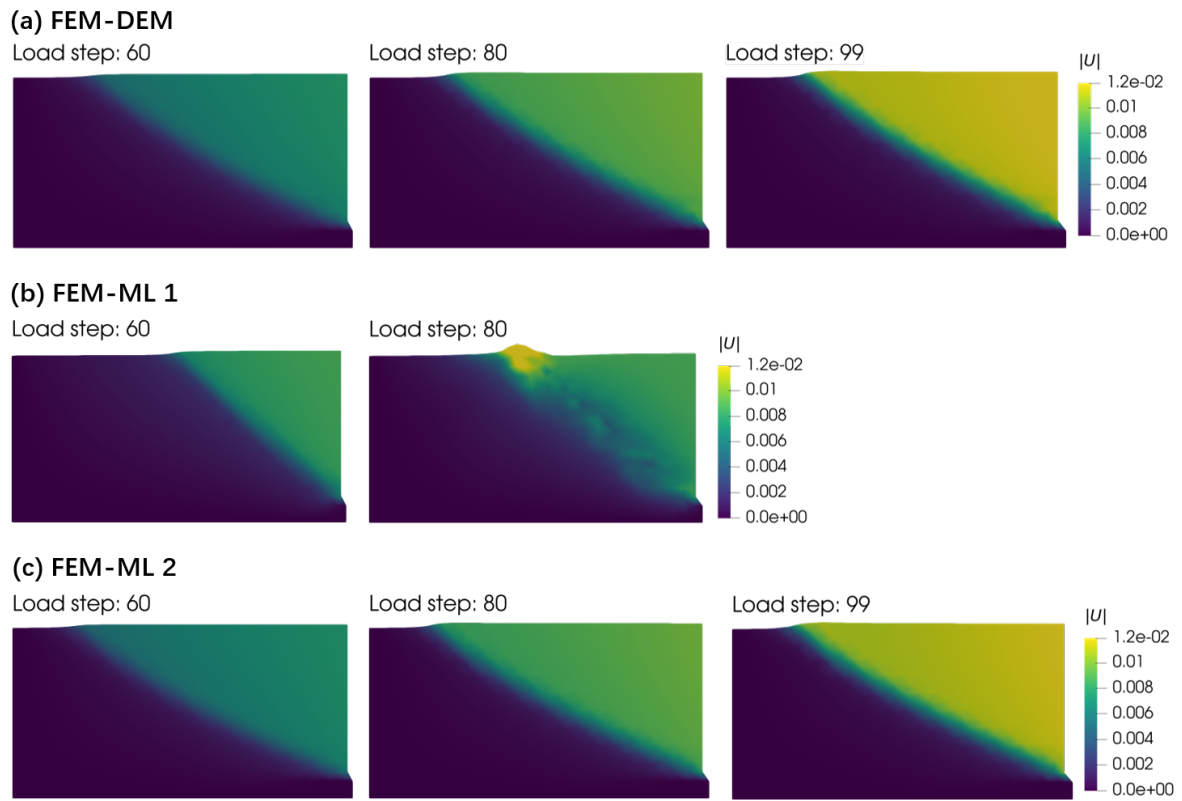 (a) FEM-DEM
Load step: 60
Load step: 80
Load step: 99
|U|
1.2e-02
0.01
0.008
0.006
0.004
0.002
0.0e+00
(b) FEM-ML 1
Load step: 60
Load step: 80
|U|
1.2e-02
0.01
0.008
0.006
0.004
0.002
0.0e+00
(c) FEM-ML 2
Load step: 60
Load step: 80
Load step: 99
|U|
1.2e-02
0.01
0.008
0.006
0.004
0.002
0.0e+00